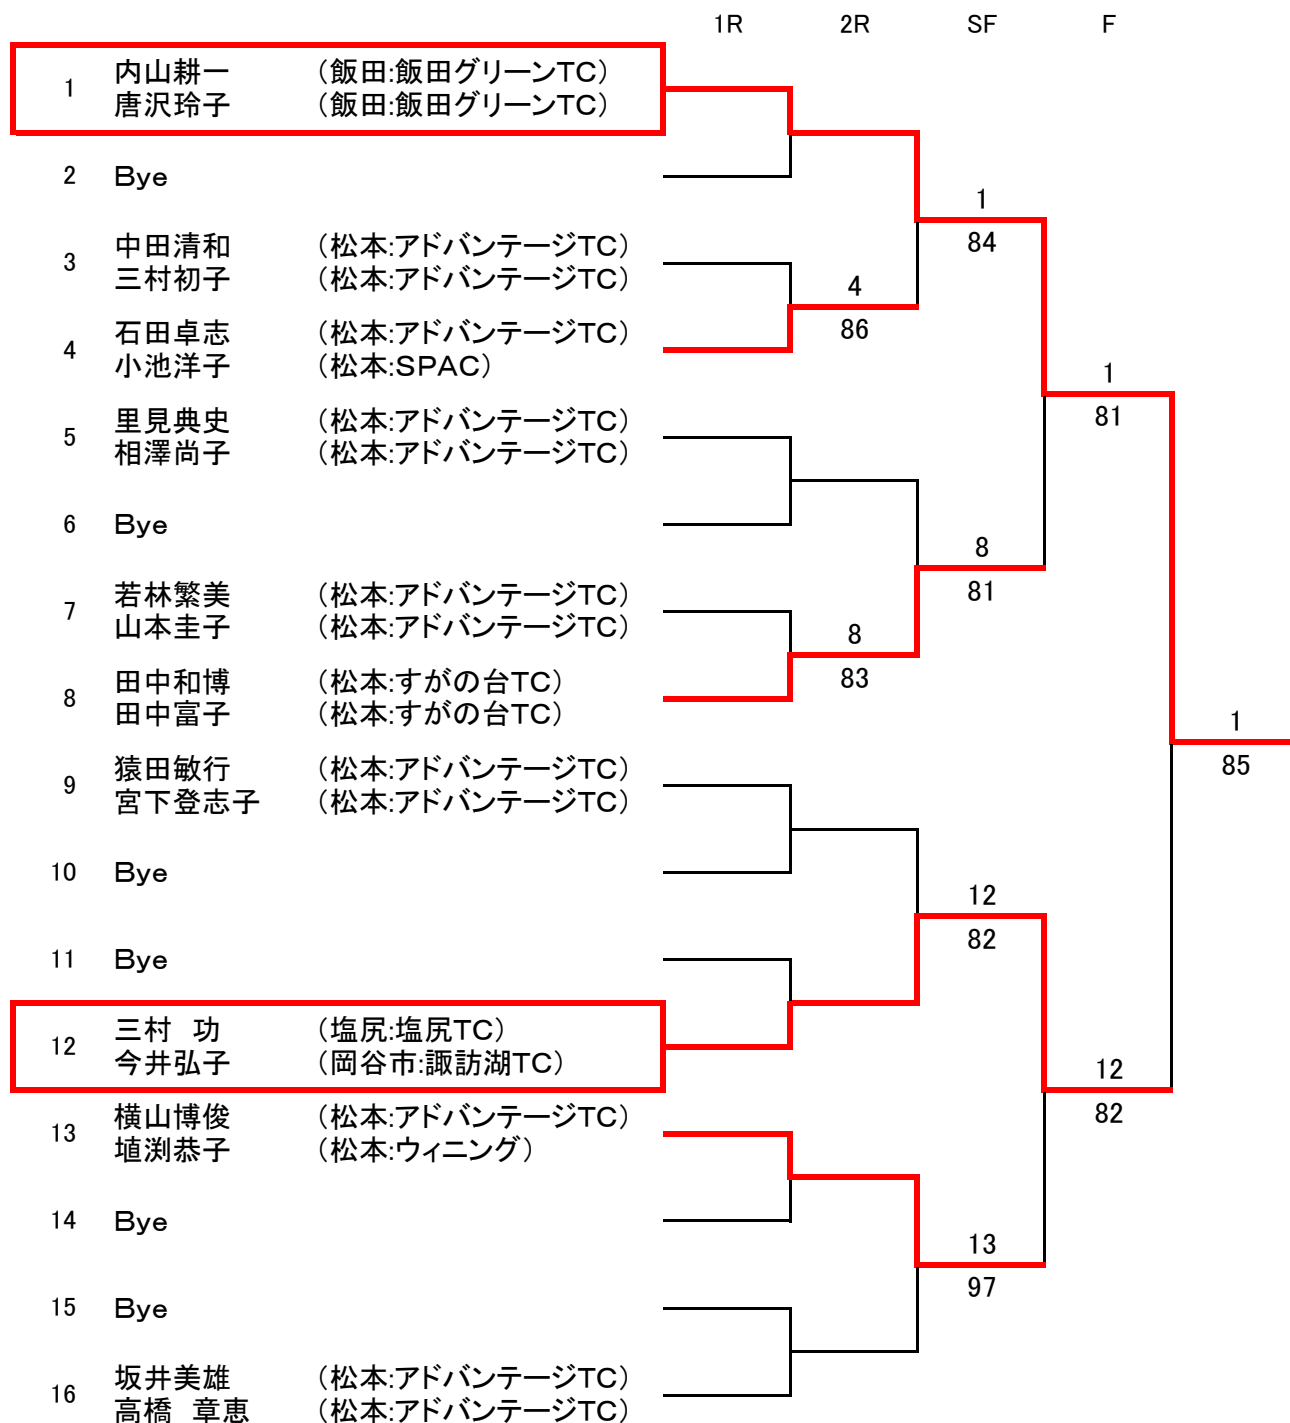 1R 2R SF F
1 内山耕一 (飯田:飯田グリーンTC)
唐沢玲子 (飯田:飯田グリーンTC)
2 Bye
1
84
3 中田清和 (松本:アドバンテージTC)
三村初子 (松本:アドバンテージTC)
4
86
4 石田卓志 (松本:アドバンテージTC)
小池洋子 (松本:SPAC)
1
81
5 里見典史 (松本:アドバンテージTC)
相澤尚子 (松本:アドバンテージTC)
6 Bye
8
81
7 若林繁美 (松本:アドバンテージTC)
山本圭子 (松本:アドバンテージTC)
8
83
8 田中和博 (松本:すがの台TC)
田中富子 (松本:すがの台TC)
1
85
9 猿田敏行 (松本:アドバンテージTC)
宮下登志子 (松本:アドバンテージTC)
10 Bye
12
82
11 Bye
12 三村 功 (塩尻:塩尻TC)
今井弘子 (岡谷市:諏訪湖TC)
12
82
13 横山博俊 (松本:アドバンテージTC)
埴渕恭子 (松本:ウィニング)
14 Bye
13
97
15 Bye
16 坂井美雄 (松本:アドバンテージTC)
高橋 章恵 (松本:アドバンテージTC)